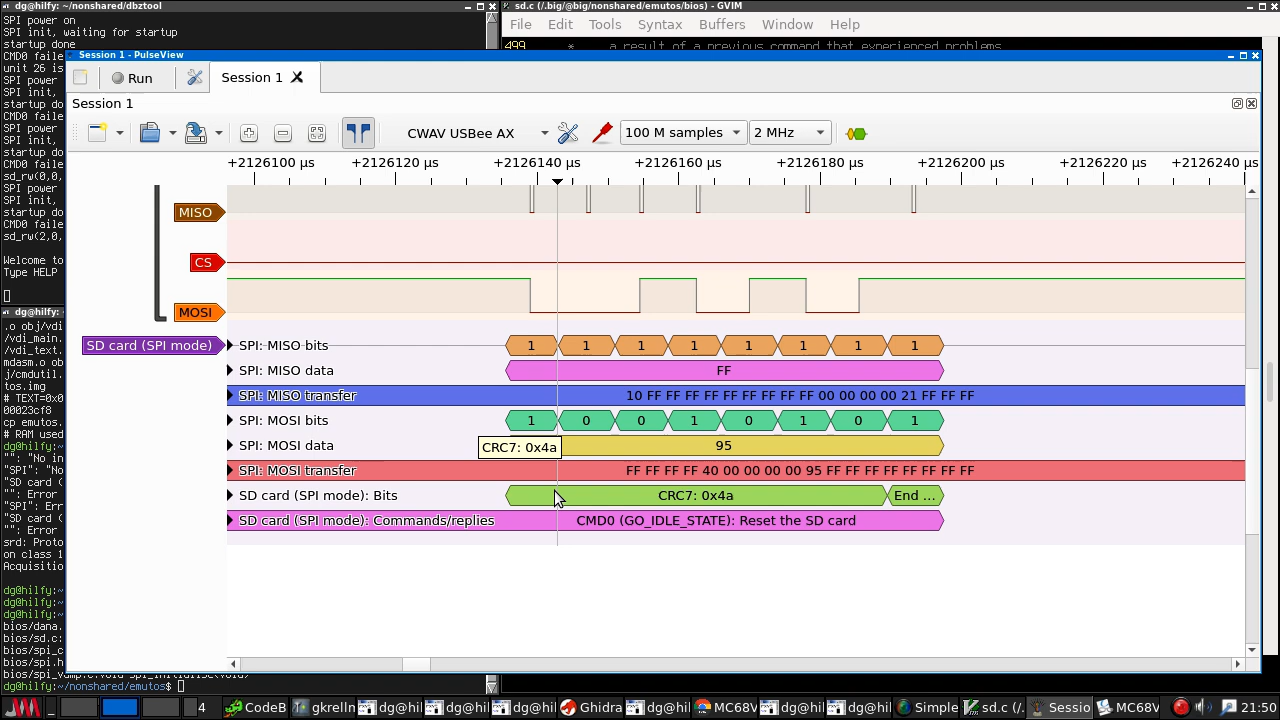 dg@hilfy: ~/nonshared/dbztool
SPI power on
SPI init, waiting for startup
startup done
CMD0 faile
unit 26 is
SPI power
SPI init,
startup do
CMD0 faile
SPI power
SPI init,
startup do
CMD0 faile
sd_rw(0,0,
SPI power
SPI init,
startup do
CMD0 faile
sd_rw(2,0,
Welcome to
Type HELP
sd.c (/.big/@big/nonshared/emutos/bios) - GVIM
File Edit Tools Syntax Buffers Window Help
499 * a result of a previous command that experienced problems
Session 1 - PulseView
Run Session 1
Session 1
CWAV USBee AX 100 M samples 2 MHz
+2126100 µs +2126120 µs +2126140 µs +2126160 µs +2126180 µs +2126200 µs +2126220 µs +2126240 µs
MISO
CS
MOSI
SD card (SPI mode) SPI: MISO bits 1 1 1 1 1 1 1 1
SPI: MISO data FF
SPI: MISO transfer 10 FF FF FF FF FF FF FF 00 00 00 00 21 FF FF FF
SPI: MOSI bits 1 0 0 1 0 1 0 1
SPI: MOSI data 95
CRC7: 0x4a
SPI: MOSI transfer FF FF FF FF 40 00 00 00 00 95 FF FF FF FF FF FF
SD card (SPI mode): Bits CRC7: 0x4a End ...
SD card (SPI mode): Commands/replies CMD0 (GO_IDLE_STATE): Reset the SD card
dg@hilfy:
.o obj/vdi
/vdi_main.
/vdi_text.
mdasm.o ob
j/cmdutil.
tos.img
# TEXT=0x0
00023cf8
cp emutos.
# RAM used
dg@hilfy:~
"": "No in
"SPI": "No
"SD card (
"": Error
"SPI": Err
"SD card (
"": Error
srd: Proto
on class 1
Acquisitio
dg@hilfy:~
dg@hilfy:~
dg@hilfy:~
bios/dana.
bios/sd.c:
bios/spi_c
bios/spi.h
dg@hilfy:~/nonshared/emutos$
4 CodeB gkrelln dg@hil dg@hil dg@hil Ghidra MC68V dg@hil dg@hil Simple sd.c (/ Sessio MC68V 21:50